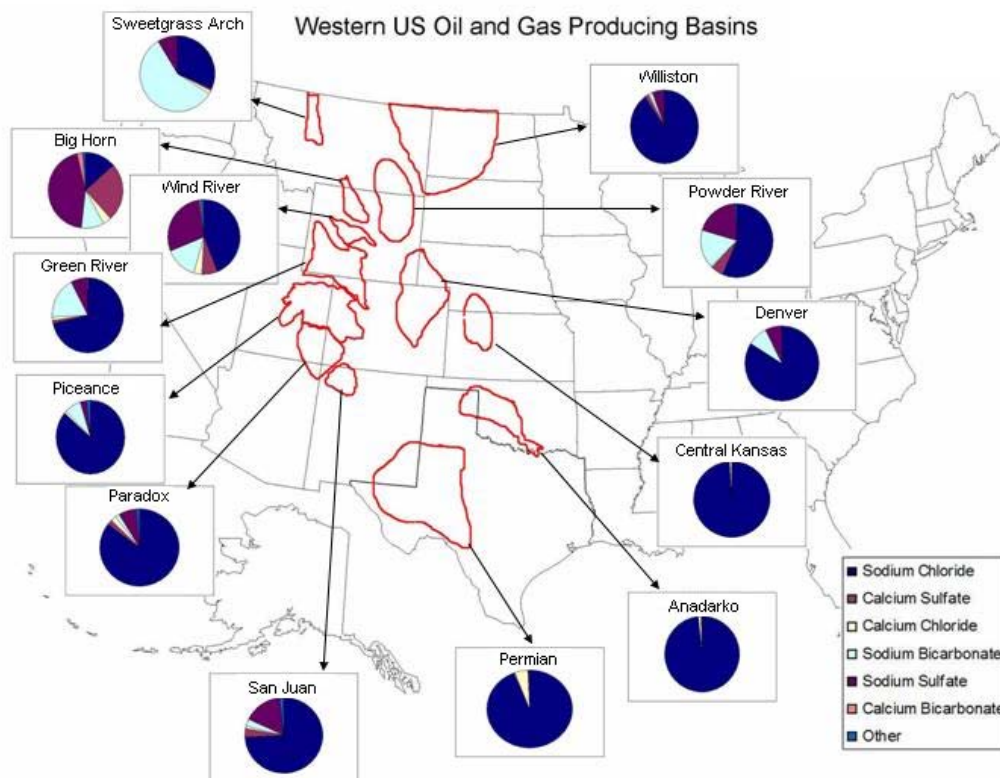 Western US Oil and Gas Producing Basins
Sweetgrass Arch
Williston
Big Horn
Wind River
Powder River
Green River
Denver
Piceance
Central Kansas
Paradox
Anadarko
Permian
San Juan
Sodium Chloride
Calcium Sulfate
Calcium Chloride
Sodium Bicarbonate
Sodium Sulfate
Calcium Bicarbonate
Other